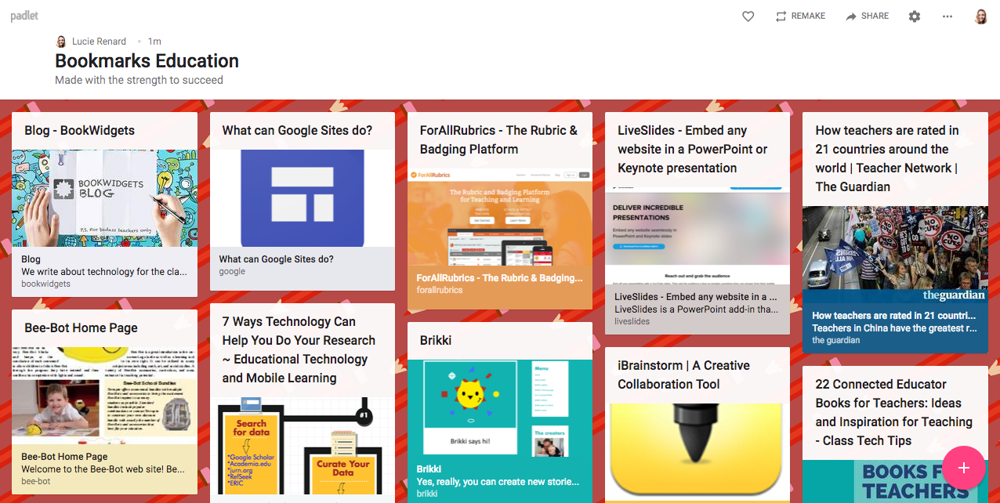 padlet
REMAKE
SHARE
Lucie Renard
1m
Bookmarks Education
Made with the strength to succeed
Blog - BookWidgets
BOOKWIDGETS
BLOG
P.S. For badass teachers only
Blog
We write about technology for the cla...
bookwidgets
Bee-Bot Home Page
Bee-Bot School Bundles
Bee-Bot Home Page
Welcome to the Bee-Bot web site! Be...
bee-bot
What can Google Sites do?
What can Google Sites do?
google
7 Ways Technology Can
Help You Do Your Research
~ Educational Technology
and Mobile Learning
#1
Search
for data
*Google Scholar
*Academia.edu
*jurn.org
*RefSeek
*ERIC
Curate Your
Data
ForAllRubrics - The Rubric &
Badging Platform
ForAllRubrics
The Rubric and Badging Platform
for Teaching and Learning
Get Started
Learn More
ForAllRubrics - The Rubric & Badging...
forallrubrics
Brikki
Menu
Brikki says hi!
The creators
Brikki
Yes, really, you can create new storie...
brikki
LiveSlides - Embed any
website in a PowerPoint or
Keynote presentation
DELIVER INCREDIBLE
PRESENTATIONS
Embed any website seamlessly in
PowerPoint and Keynote slides
Reach out and grab the audience
LiveSlides - Embed any website in a ...
LiveSlides is a PowerPoint add-in tha...
liveslides
iBrainstorm | A Creative
Collaboration Tool
How teachers are rated in
21 countries around the
world | Teacher Network |
The Guardian
theguardian
How teachers are rated in 21 countri...
Teachers in China have the greatest r...
the guardian
22 Connected Educator
Books for Teachers: Ideas
and Inspiration for Teaching
- Class Tech Tips
BOOKS F
TEACHERS